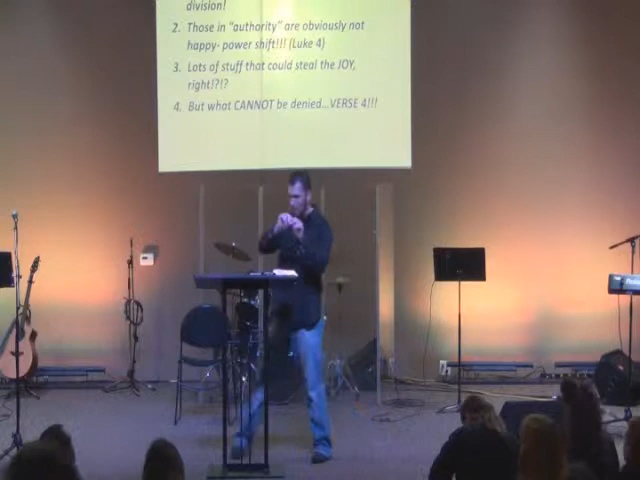 division!
2. Those in "authority" are obviously not
happy- power shift!!! (Luke 4)
3. Lots of stuff that could steal the JOY,
right!?!?
4. But what CANNOT be denied...VERSE 4!!!